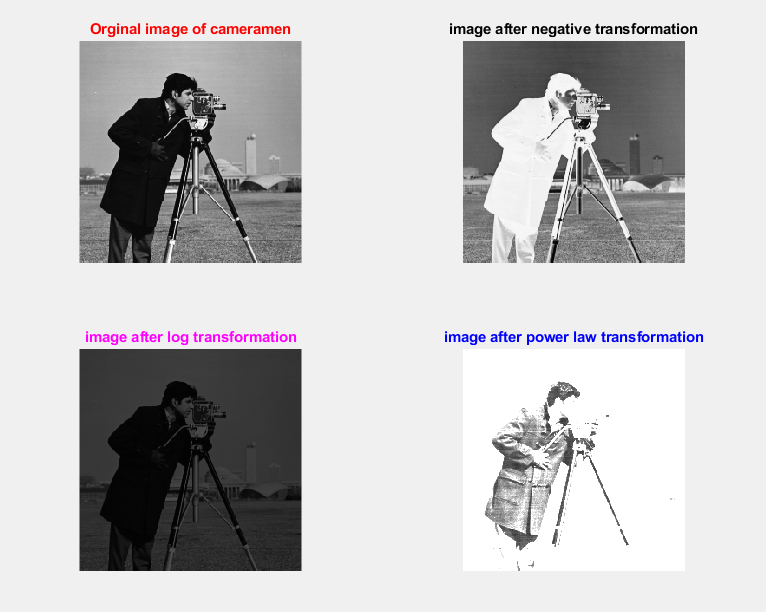 Orginal image of cameramen
image after negative transformation
image after log transformation
image after power law transformation